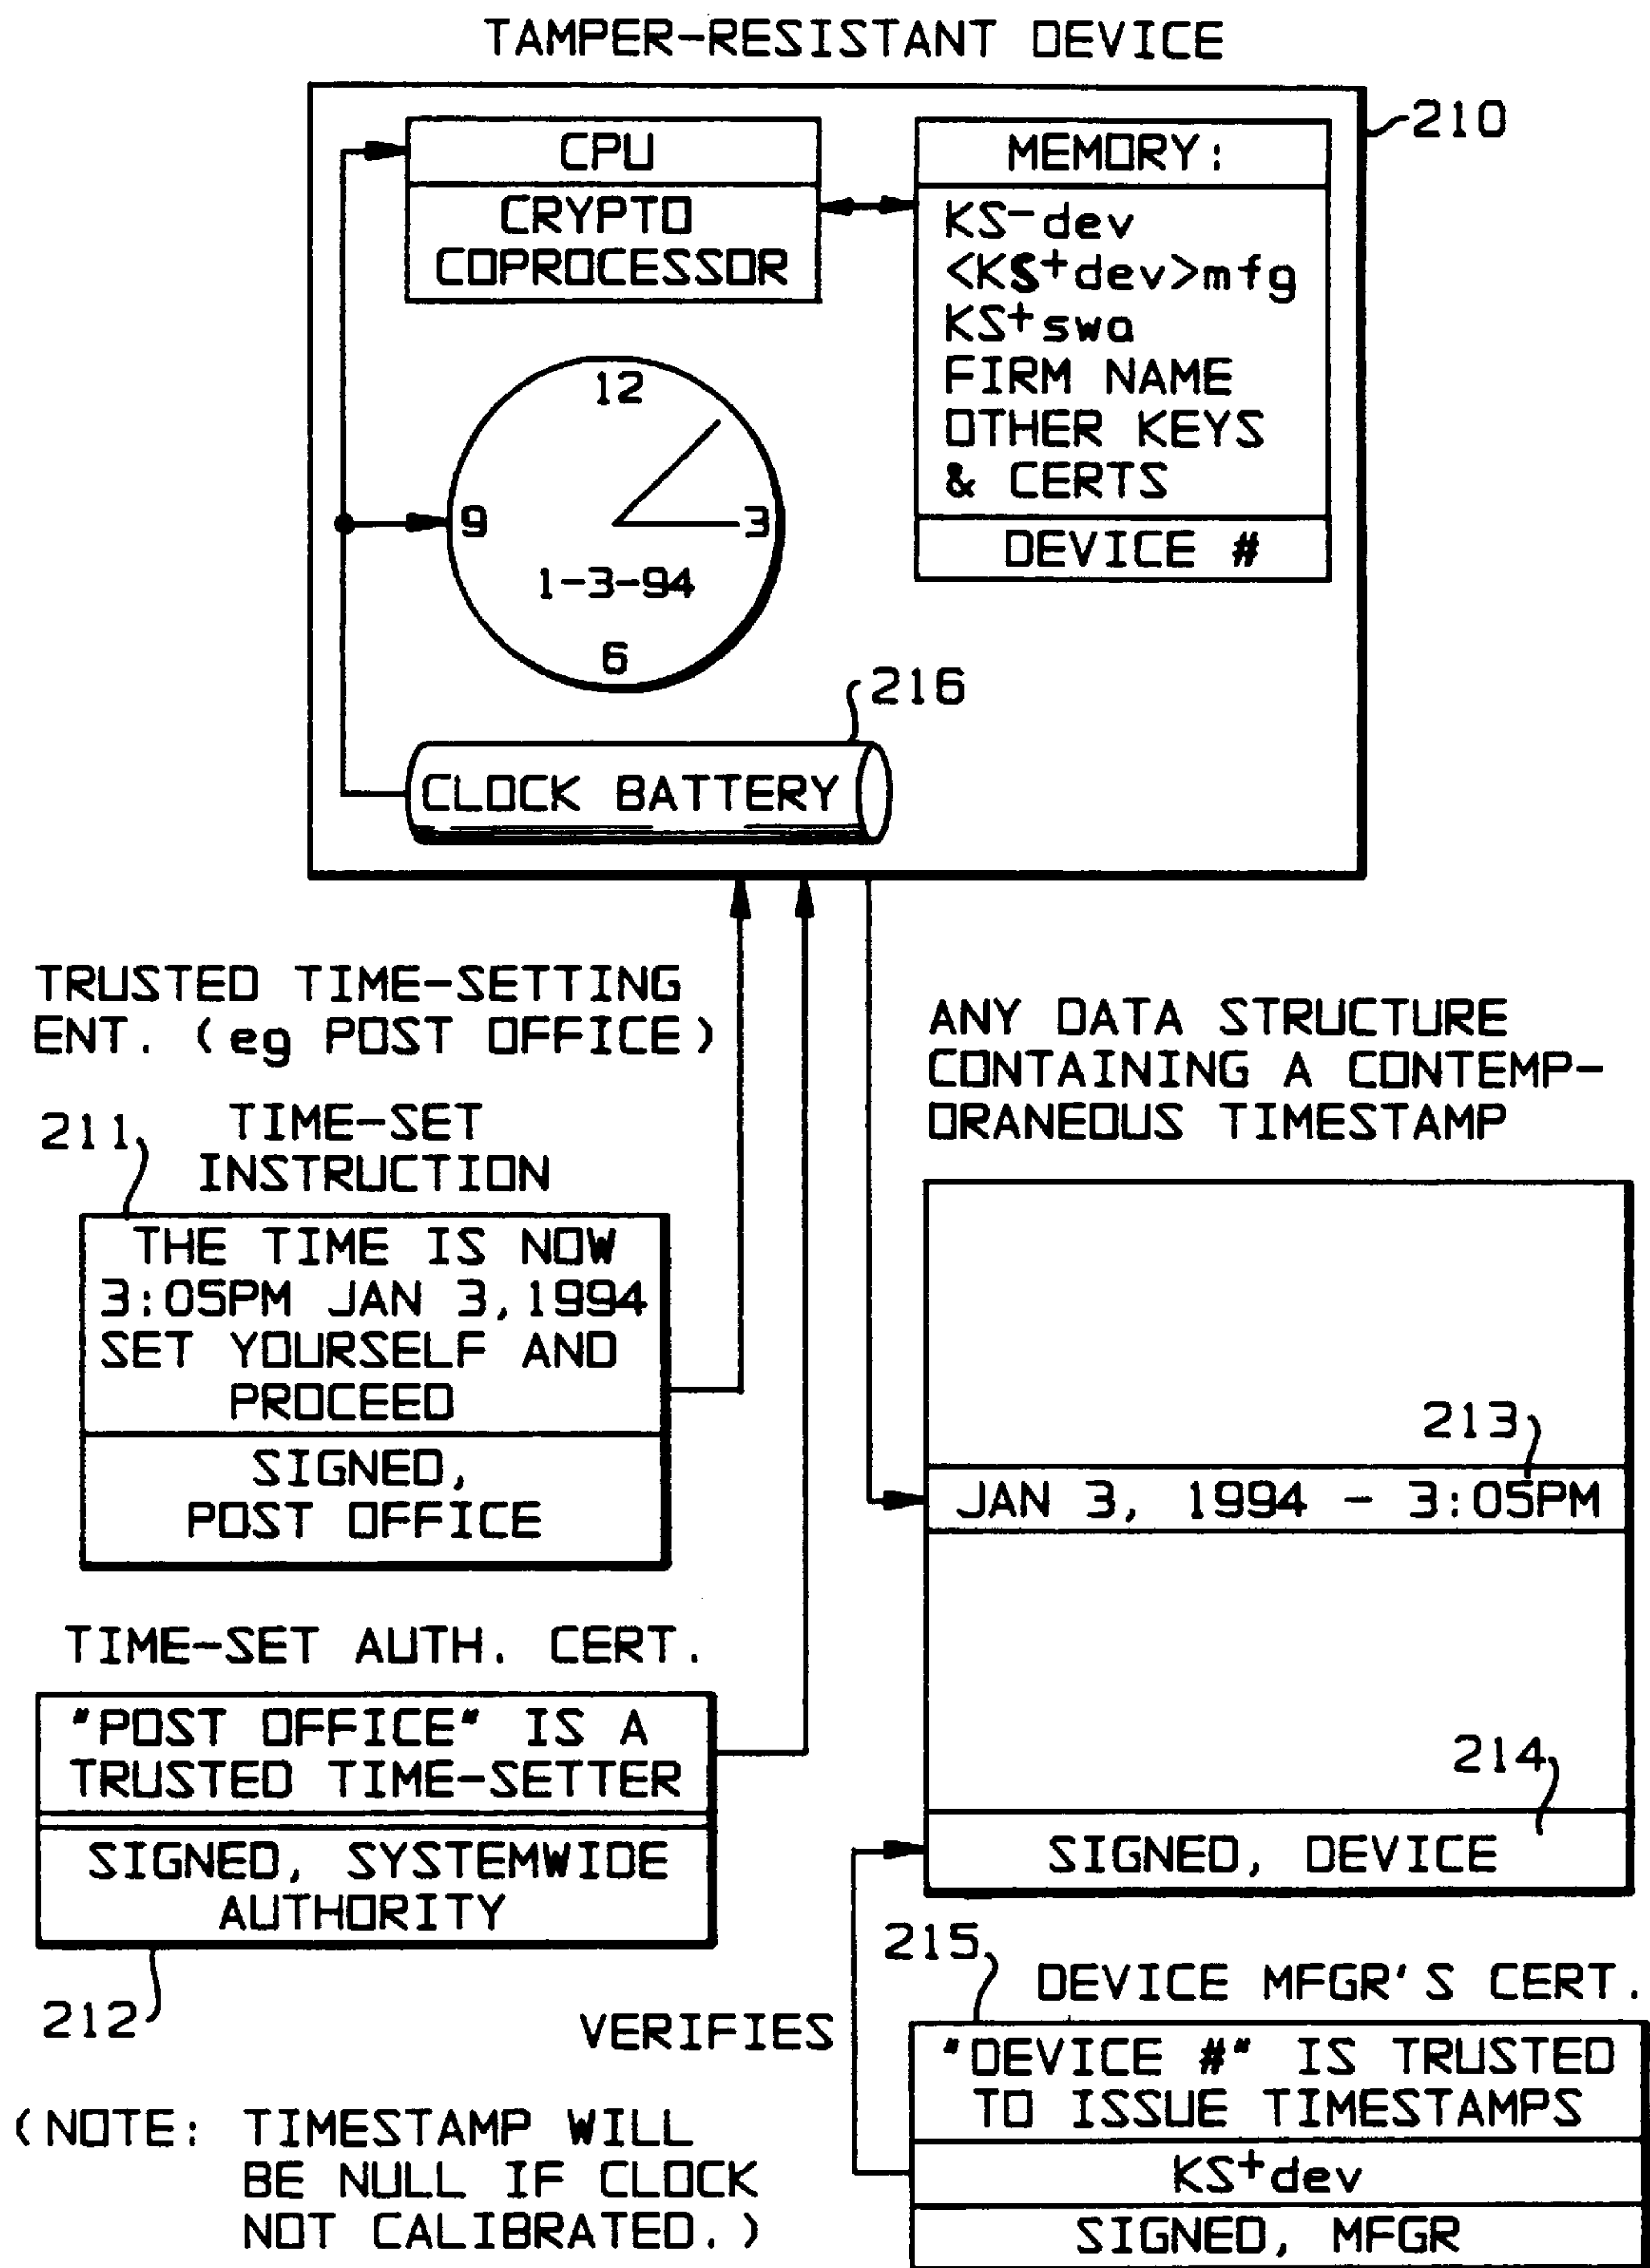 TAMPER-RESISTANT DEVICE
210
CPU
CRYPTO
COPROCESSOR
MEMORY:
KS⁻dev
<KS⁺dev>mfg
KS⁺swa
FIRM NAME
OTHER KEYS
& CERTS
DEVICE #
12
9
3
1-3-94
6
216
CLOCK BATTERY
TRUSTED TIME-SETTING
ENT. (eg POST OFFICE)
211
TIME-SET
INSTRUCTION
THE TIME IS NOW
3:05PM JAN 3,1994
SET YOURSELF AND
PROCEED
SIGNED,
POST OFFICE
TIME-SET AUTH. CERT.
"POST OFFICE" IS A
TRUSTED TIME-SETTER
SIGNED, SYSTEMWIDE
AUTHORITY
212
ANY DATA STRUCTURE
CONTAINING A CONTEMP-
ORANEOUS TIMESTAMP
213
JAN 3, 1994 - 3:05PM
214
SIGNED, DEVICE
215
DEVICE MFGR'S CERT.
VERIFIES
"DEVICE #" IS TRUSTED
TO ISSUE TIMESTAMPS
KS⁺dev
SIGNED, MFGR
(NOTE: TIMESTAMP WILL
BE NULL IF CLOCK
NOT CALIBRATED.)